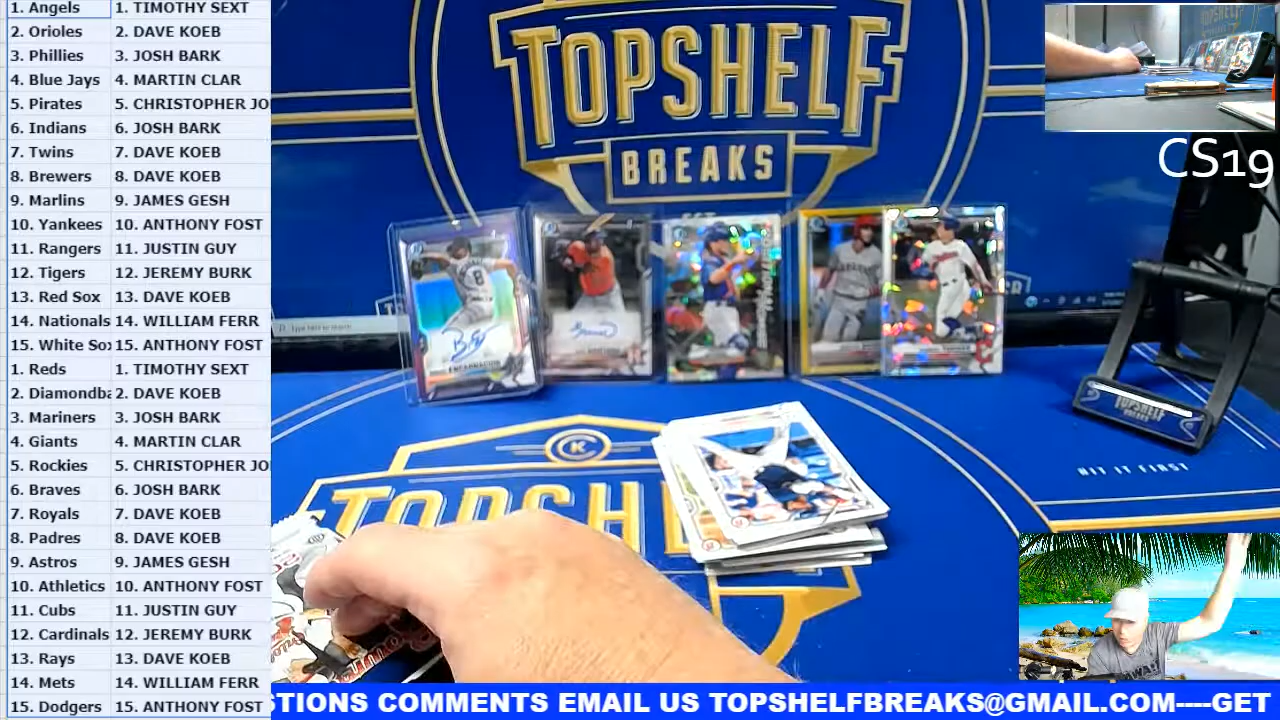 1. Angels 1. TIMOTHY SEXT
2. Orioles 2. DAVE KOEB
3. Phillies 3. JOSH BARK
4. Blue Jays 4. MARTIN CLAR
5. Pirates 5. CHRISTOPHER JO
6. Indians 6. JOSH BARK
7. Twins 7. DAVE KOEB
8. Brewers 8. DAVE KOEB
9. Marlins 9. JAMES GESH
10. Yankees 10. ANTHONY FOST
11. Rangers 11. JUSTIN GUY
12. Tigers 12. JEREMY BURK
13. Red Sox 13. DAVE KOEB
14. Nationals 14. WILLIAM FERR
15. White Sox 15. ANTHONY FOST
1. Reds 1. TIMOTHY SEXT
2. Diamondba 2. DAVE KOEB
3. Mariners 3. JOSH BARK
4. Giants 4. MARTIN CLAR
5. Rockies 5. CHRISTOPHER JO
6. Braves 6. JOSH BARK
7. Royals 7. DAVE KOEB
8. Padres 8. DAVE KOEB
9. Astros 9. JAMES GESH
10. Athletics 10. ANTHONY FOST
11. Cubs 11. JUSTIN GUY
12. Cardinals 12. JEREMY BURK
13. Rays 13. DAVE KOEB
14. Mets 14. WILLIAM FERR
15. Dodgers 15. ANTHONY FOST
TOPSHELF
BREAKS
CS19
ENCARNACION
TOPSHELF
BREAKS
HIT IT FIRST
CK
TOPSH
STIONS COMMENTS EMAIL US TOPSHELFBREAKS@GMAIL.COM----GET